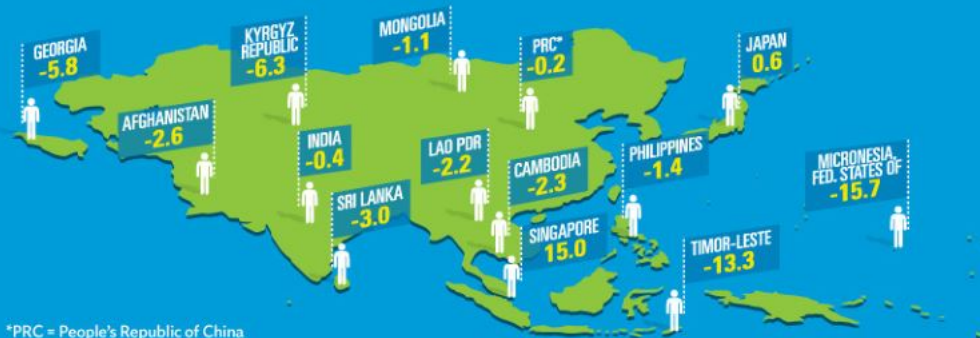 GEORGIA
-5.8
KYRGYZ
REPUBLIC
-6.3
MONGOLIA
-1.1
PRC*
-0.2
JAPAN
0.6
AFGHANISTAN
-2.6
INDIA
-0.4
LAO PDR
-2.2
CAMBODIA
-2.3
PHILIPPINES
-1.4
MICRONESIA,
FED. STATES OF
-15.7
SRI LANKA
-3.0
SINGAPORE
15.0
TIMOR-LESTE
-13.3
*PRC = People's Republic of China